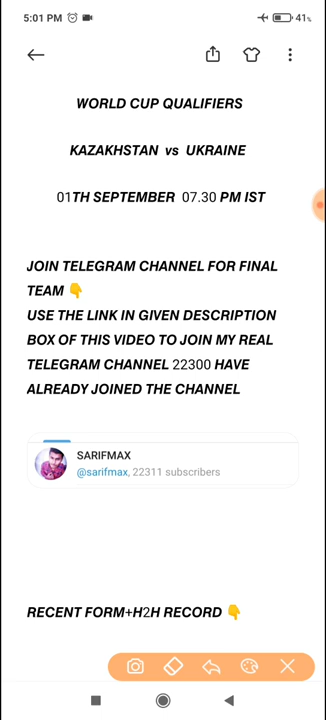 5:01 PM
41%
WORLD CUP QUALIFIERS
KAZAKHSTAN vs UKRAINE
01TH SEPTEMBER 07.30 PM IST
JOIN TELEGRAM CHANNEL FOR FINAL
TEAM 👇
USE THE LINK IN GIVEN DESCRIPTION
BOX OF THIS VIDEO TO JOIN MY REAL
TELEGRAM CHANNEL 22300 HAVE
ALREADY JOINED THE CHANNEL
SARIFMAX
@sarifmax, 22311 subscribers
RECENT FORM+H2H RECORD 👇